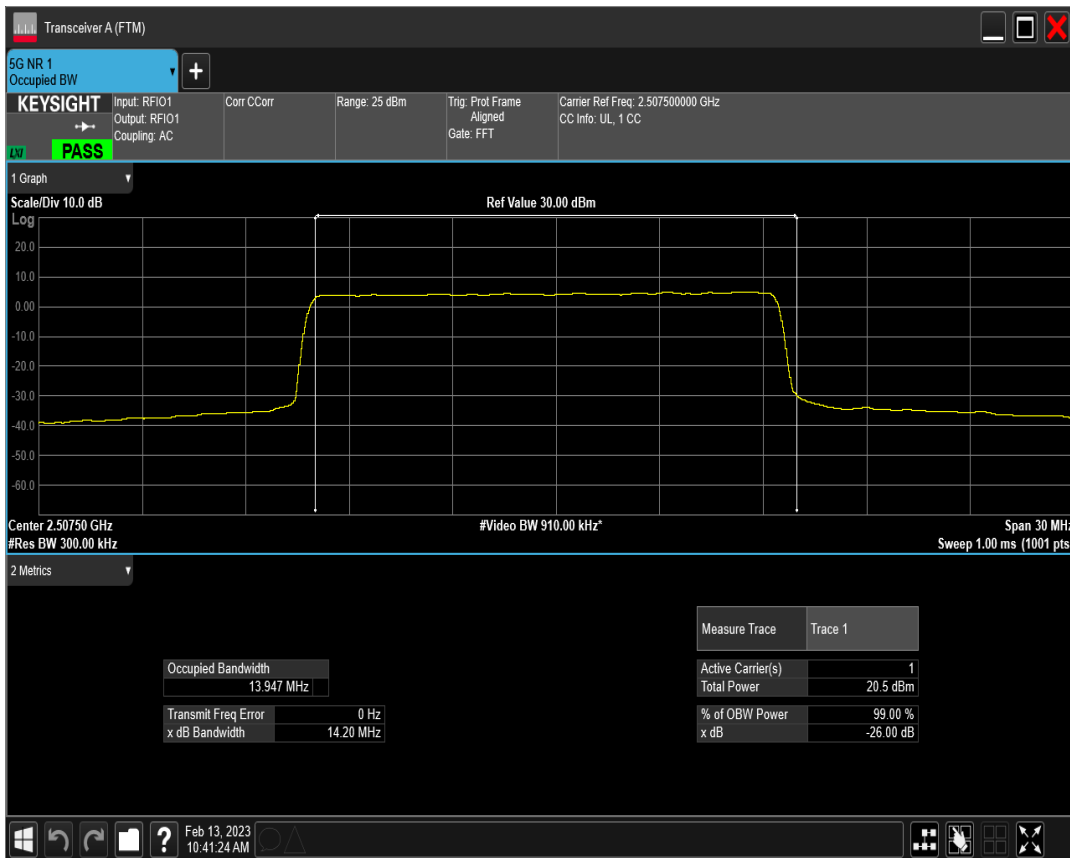 Transceiver A (FTM)
5G NR 1
Occupied BW
+
KEYSIGHT
LXI
PASS
Input: RFIO1
Output: RFIO1
Coupling: AC
Corr CCorr
Range: 25 dBm
Trig: Prot Frame
Aligned
Gate: FFT
Carrier Ref Freq: 2.507500000 GHz
CC Info: UL, 1 CC
1 Graph
Scale/Div 10.0 dB
Ref Value 30.00 dBm
Log
20.0
10.0
0.00
-10.0
-20.0
-30.0
-40.0
-50.0
-60.0
Center 2.50750 GHz
#Video BW 910.00 kHz*
Span 30 MHz
#Res BW 300.00 kHz
Sweep 1.00 ms (1001 pts
2 Metrics
Measure Trace Trace 1
Occupied Bandwidth
13.947 MHz
Active Carrier(s) 1
Total Power 20.5 dBm
Transmit Freq Error 0 Hz
x dB Bandwidth 14.20 MHz
% of OBW Power 99.00 %
x dB -26.00 dB
?
Feb 13, 2023
10:41:24 AM